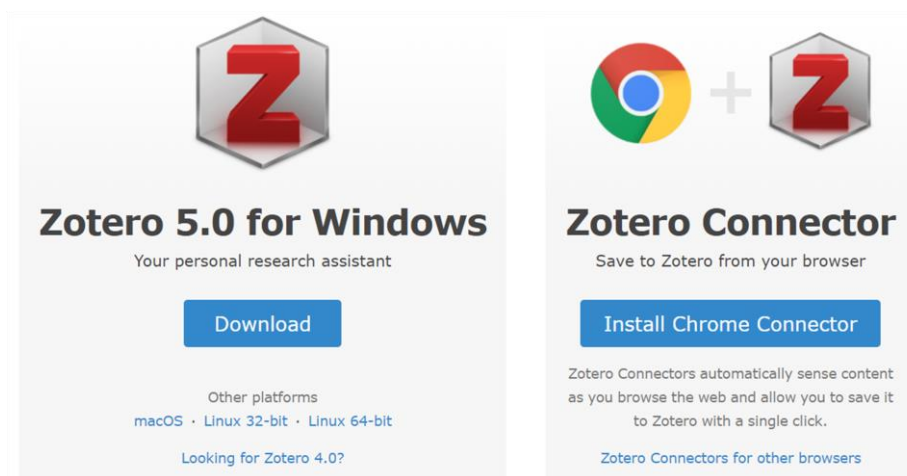 Zotero 5.0 for Windows
Your personal research assistant
Download
Other platforms
macOS · Linux 32-bit · Linux 64-bit
Looking for Zotero 4.0?
Zotero Connector
Save to Zotero from your browser
Install Chrome Connector
Zotero Connectors automatically sense content
as you browse the web and allow you to save it
to Zotero with a single click.
Zotero Connectors for other browsers